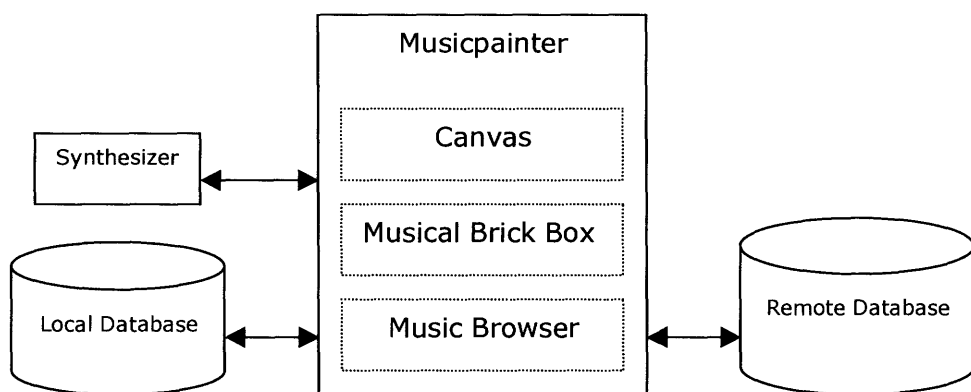 Musicpainter
Canvas
Synthesizer
Musical Brick Box
Local Database
Music Browser
Remote Database